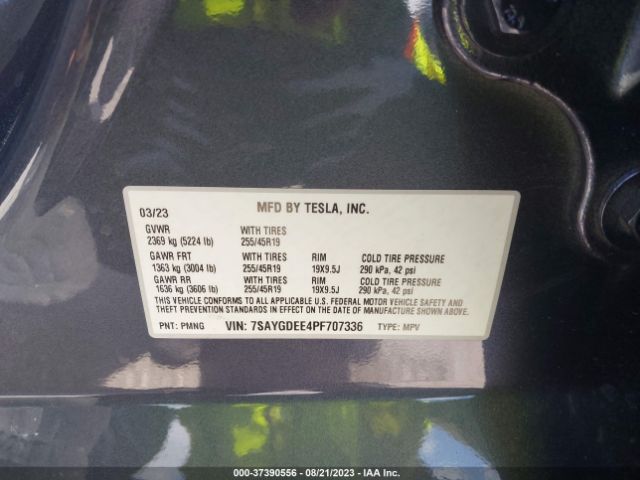 03/23 MFD BY TESLA, INC.
GVWR WITH TIRES
2369 kg (5224 lb) 255/45R19
GAWR FRT WITH TIRES RIM COLD TIRE PRESSURE
1363 kg (3004 lb) 255/45R19 19X9.5J 290 kPa, 42 psi
GAWR RR WITH TIRES RIM COLD TIRE PRESSURE
1636 kg (3606 lb) 255/45R19 19X9.5J 290 kPa, 42 psi
THIS VEHICLE CONFORMS TO ALL APPLICABLE U.S. FEDERAL MOTOR VEHICLE SAFETY AND
THEFT PREVENTION STANDARDS IN EFFECT ON THE DATE OF MANUFACTURE SHOWN ABOVE.
PNT: PMNG VIN: 7SAYGDEE4PF707336 TYPE: MPV
000-37390556 - 08/21/2023 - IAA Inc.